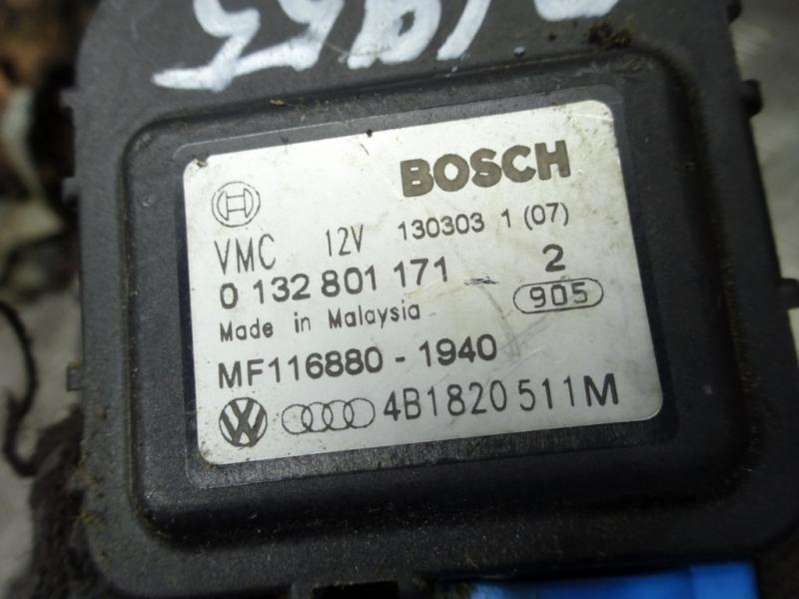 BOSCH
VMC 12V 130303 1 (07)
0 132 801 171 2
Made in Malaysia 905
MF116880 - 1940
4B1820511M